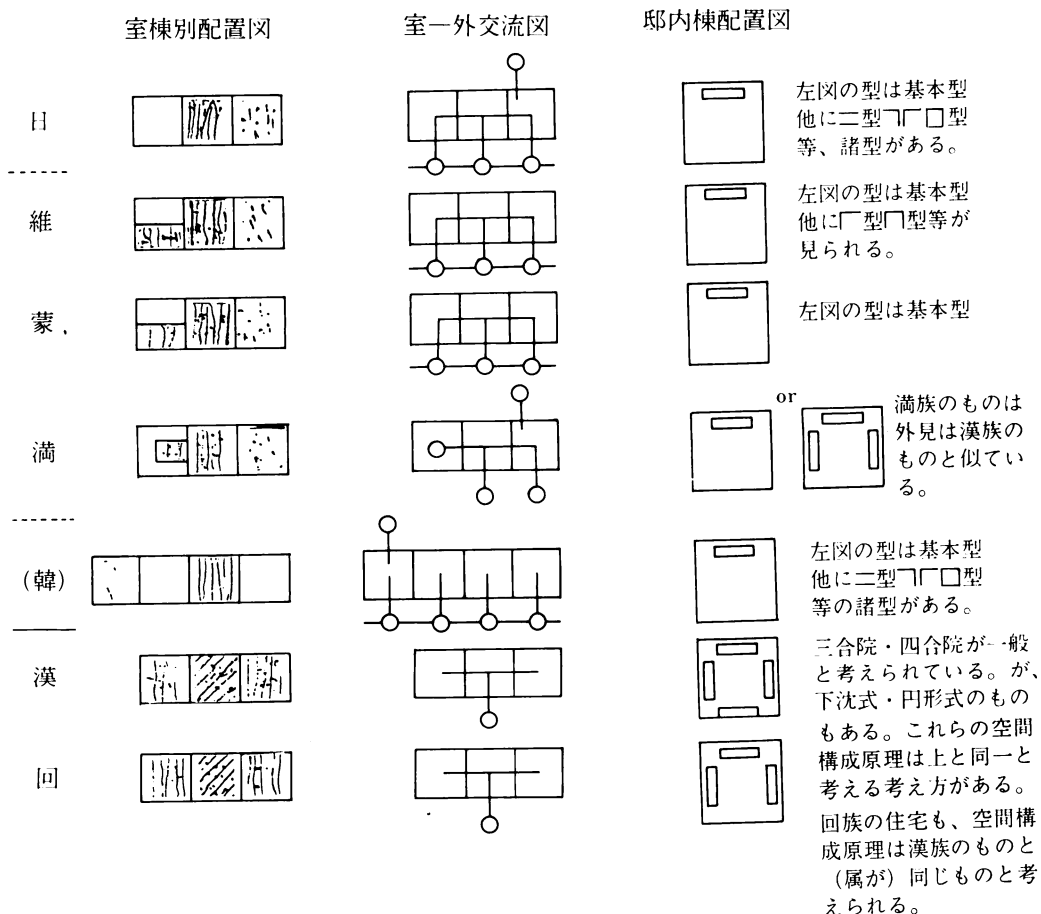 室棟別配置図
室一外交流図
邸内棟配置図
日
左図の型は基本型
他に二型㇕┌□型
等、諸型がある。
維
左図の型は基本型
他に┌型冂型等が
見られる。
蒙
左図の型は基本型
満
or
満族のものは
外見は漢族の
ものと似てい
る。
(韓)
左図の型は基本型
他に二型㇕┌□型
等の諸型がある。
漢
三合院・四合院が一般
と考えられている。が、
下沈式・円形式のもの
もある。これらの空間
構成原理は上と同一と
考える考え方がある。
回
回族の住宅も、空間構
成原理は漢族のものと
(属が)同じものと考
えられる。